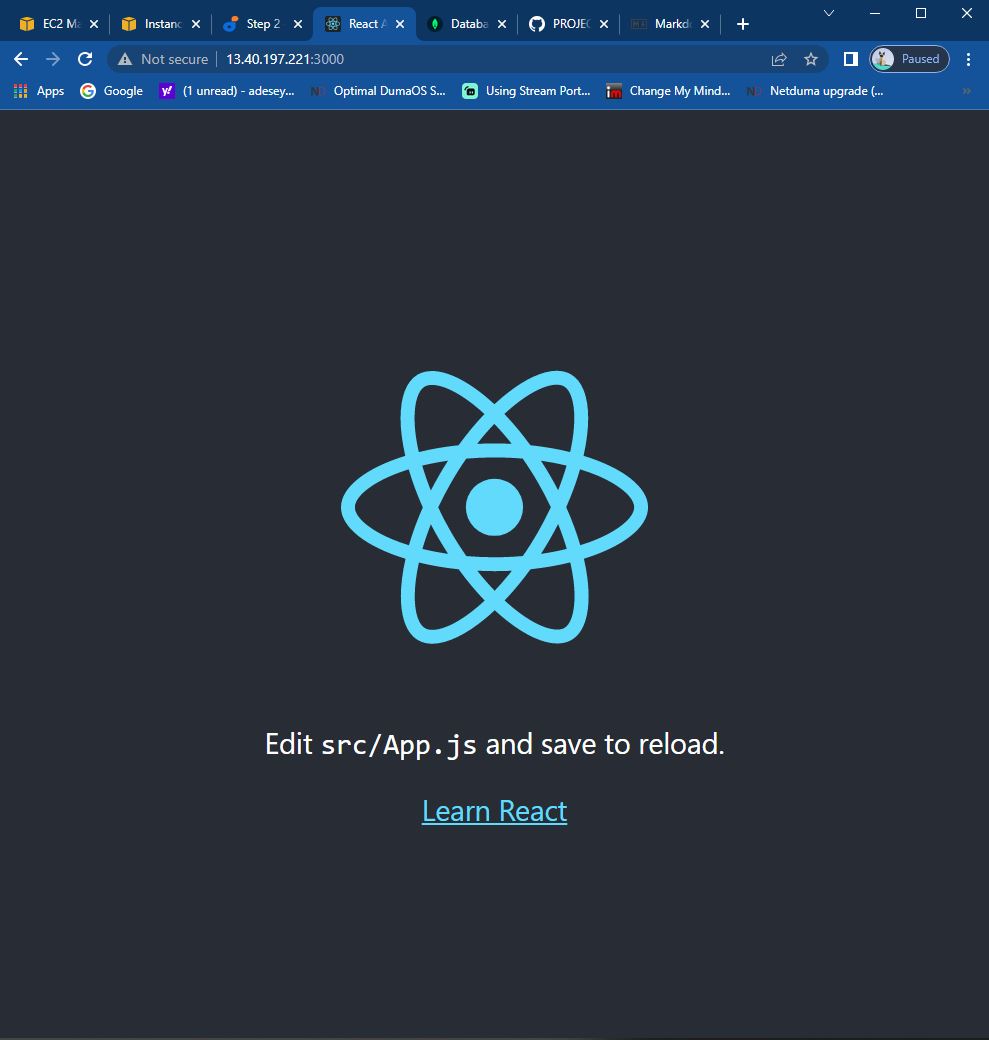 EC2 Ma
Instanc
Step 2
React A
Databa
PROJEC
Markdo
Not secure
13.40.197.221:3000
Paused
Apps
Google
(1 unread) - adesey...
Optimal DumaOS S...
Using Stream Port...
Change My Mind...
Netduma upgrade (...
Edit src/App.js and save to reload.
Learn React